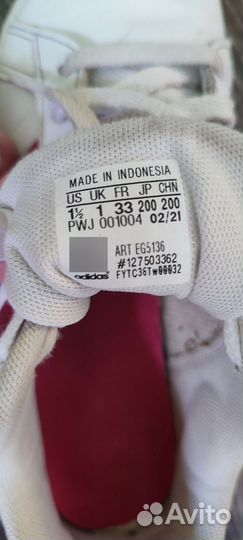 MADE IN INDONESIA
US UK FR JP CHN
1½ 1 33 200 200
PWJ 001004 02/21
ART EG5136
#127503362
adidas FYTC36Tw00032
Avito